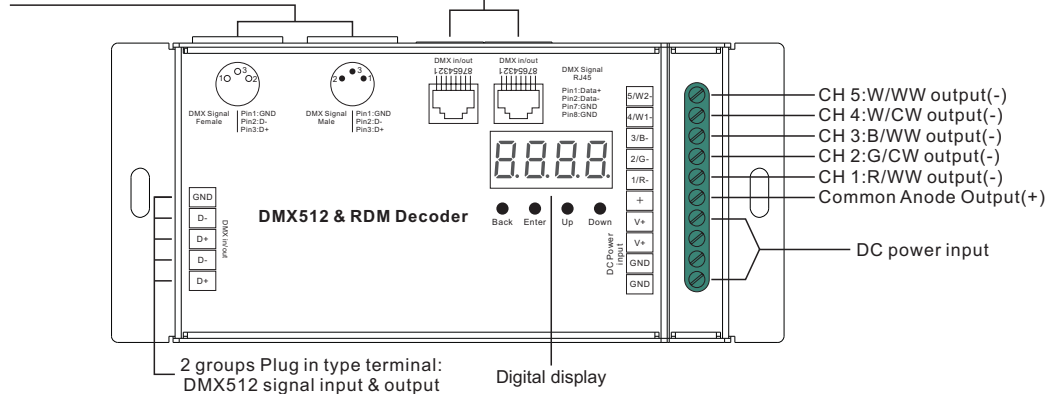 DMX in/out
87654321
DMX in/out
87654321
DMX Signal
RJ45
Pin1:Data+
Pin2:Data-
Pin7:GND
Pin8:GND
1 3 2
DMX Signal
Female
Pin1:GND
Pin2:D-
Pin3:D+
2 3 1
DMX Signal
Male
Pin1:GND
Pin2:D-
Pin3:D+
8.8.8.8.
Back Enter Up Down
DMX512 & RDM Decoder
GND
D-
D+
D-
D+
DMX in/out
5/W2-
4/W1-
3/B-
2/G-
1/R-
+
V+
V+
GND
GND
DC Power
input
CH 5:W/WW output(-)
CH 4:W/CW output(-)
CH 3:B/WW output(-)
CH 2:G/CW output(-)
CH 1:R/WW output(-)
Common Anode Output(+)
DC power input
2 groups Plug in type terminal:
DMX512 signal input & output
Digital display